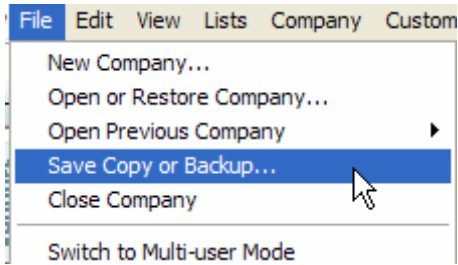 File Edit View Lists Company Custom
New Company...
Open or Restore Company...
Open Previous Company
Save Copy or Backup...
Close Company
Switch to Multi-user Mode